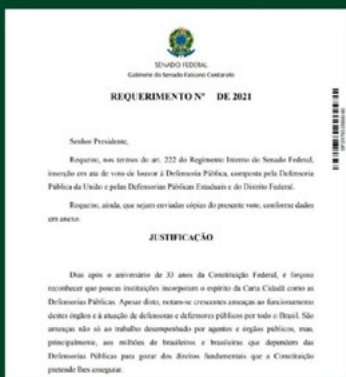 SENADO FEDERAL
Gabinete do Senado Fabiano Contarato
REQUERIMENTO Nº DE 2021
Senhor Presidente,
Requeiro, nos termos do art. 222 do Regimento Interno do Senado Federal,
inserção em ata de voto de louvor à Defensoria Pública, composta pela Defensoria
Pública da União e pelas Defensorias Públicas Estaduais e do Distrito Federal.
Requeiro, ainda, que sejam enviadas cópias do presente voto, conforme dados
em anexo.
JUSTIFICAÇÃO
Dias após o aniversário de 33 anos da Constituição Federal, é forçoso
reconhecer que poucas instituições incorporam o espírito da Carta Cidadã como as
Defensorias Públicas. Apesar disto, notam-se crescentes ameaças ao funcionamento
destes órgãos e à atuação de defensoras e defensores públicos por todo o Brasil. São
ameaças não só ao trabalho desempenhado por agentes e órgãos públicos, mas,
principalmente, aos milhões de brasileiros e brasileiras que dependem das
Defensorias Públicas para gozar dos direitos fundamentais que a Constituição
pretende lhes assegurar.